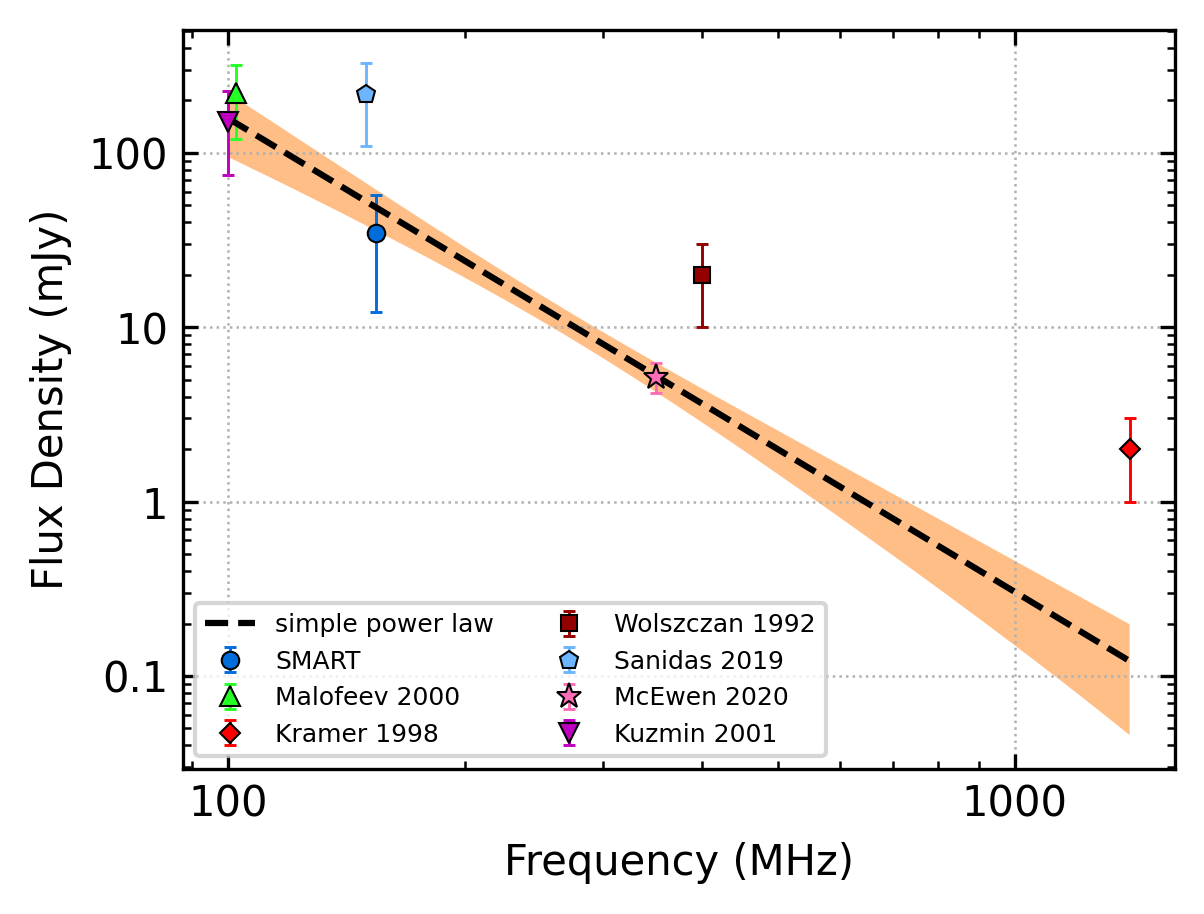 Flux Density (mJy)
100
10
1
0.1
simple power law
SMART
Malofeev 2000
Kramer 1998
Wolszczan 1992
Sanidas 2019
McEwen 2020
Kuzmin 2001
100
1000
Frequency (MHz)